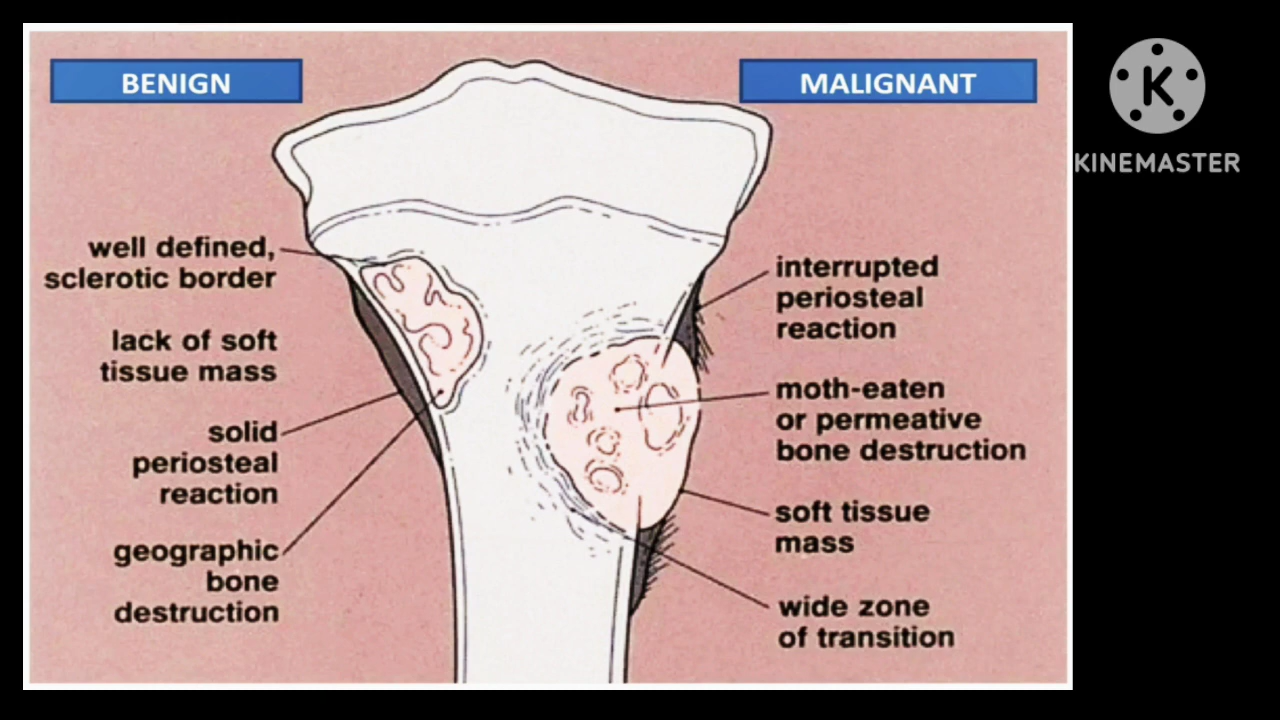 BENIGN
well defined,
sclerotic border
lack of soft
tissue mass
solid
periosteal
reaction
geographic
bone
destruction
MALIGNANT
interrupted
periosteal
reaction
moth-eaten
or permeative
bone destruction
soft tissue
mass
wide zone
of transition
K
KINEMASTER